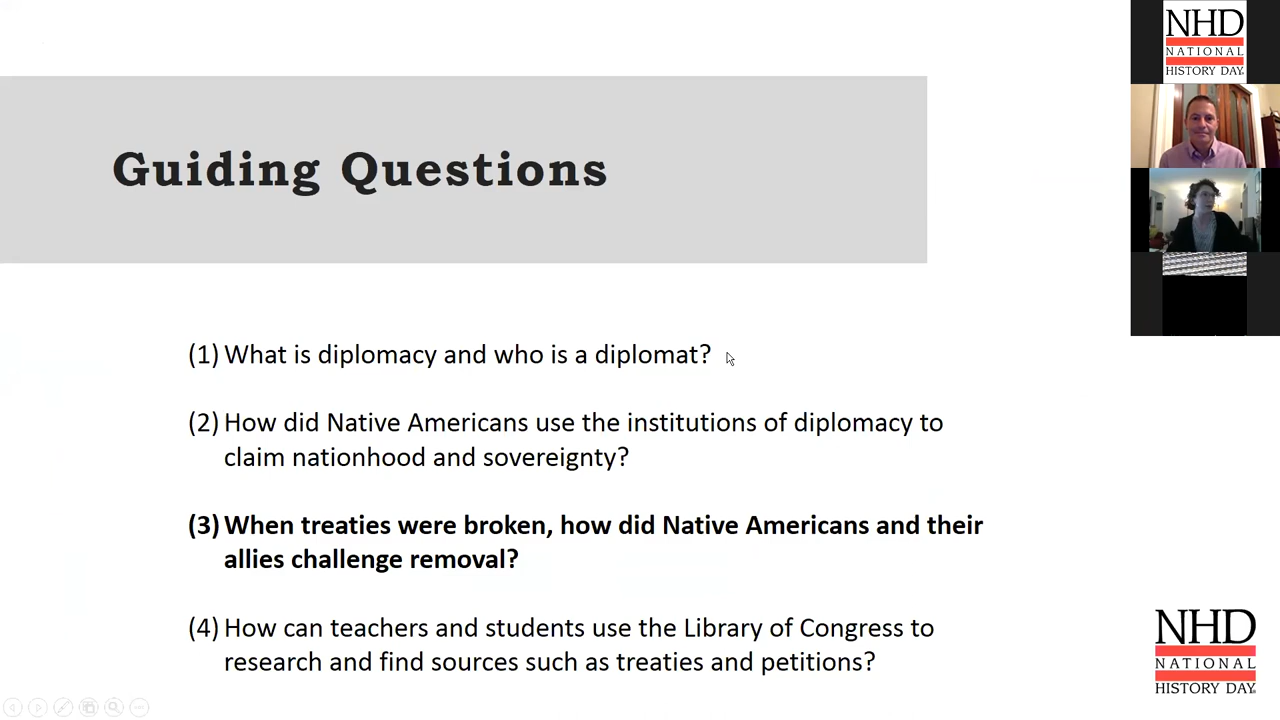 NHD
NATIONAL
HISTORY DAY
Guiding Questions
(1) What is diplomacy and who is a diplomat?
(2) How did Native Americans use the institutions of diplomacy to
claim nationhood and sovereignty?
(3) When treaties were broken, how did Native Americans and their
allies challenge removal?
(4) How can teachers and students use the Library of Congress to
research and find sources such as treaties and petitions?
NHD
NATIONAL
HISTORY DAY